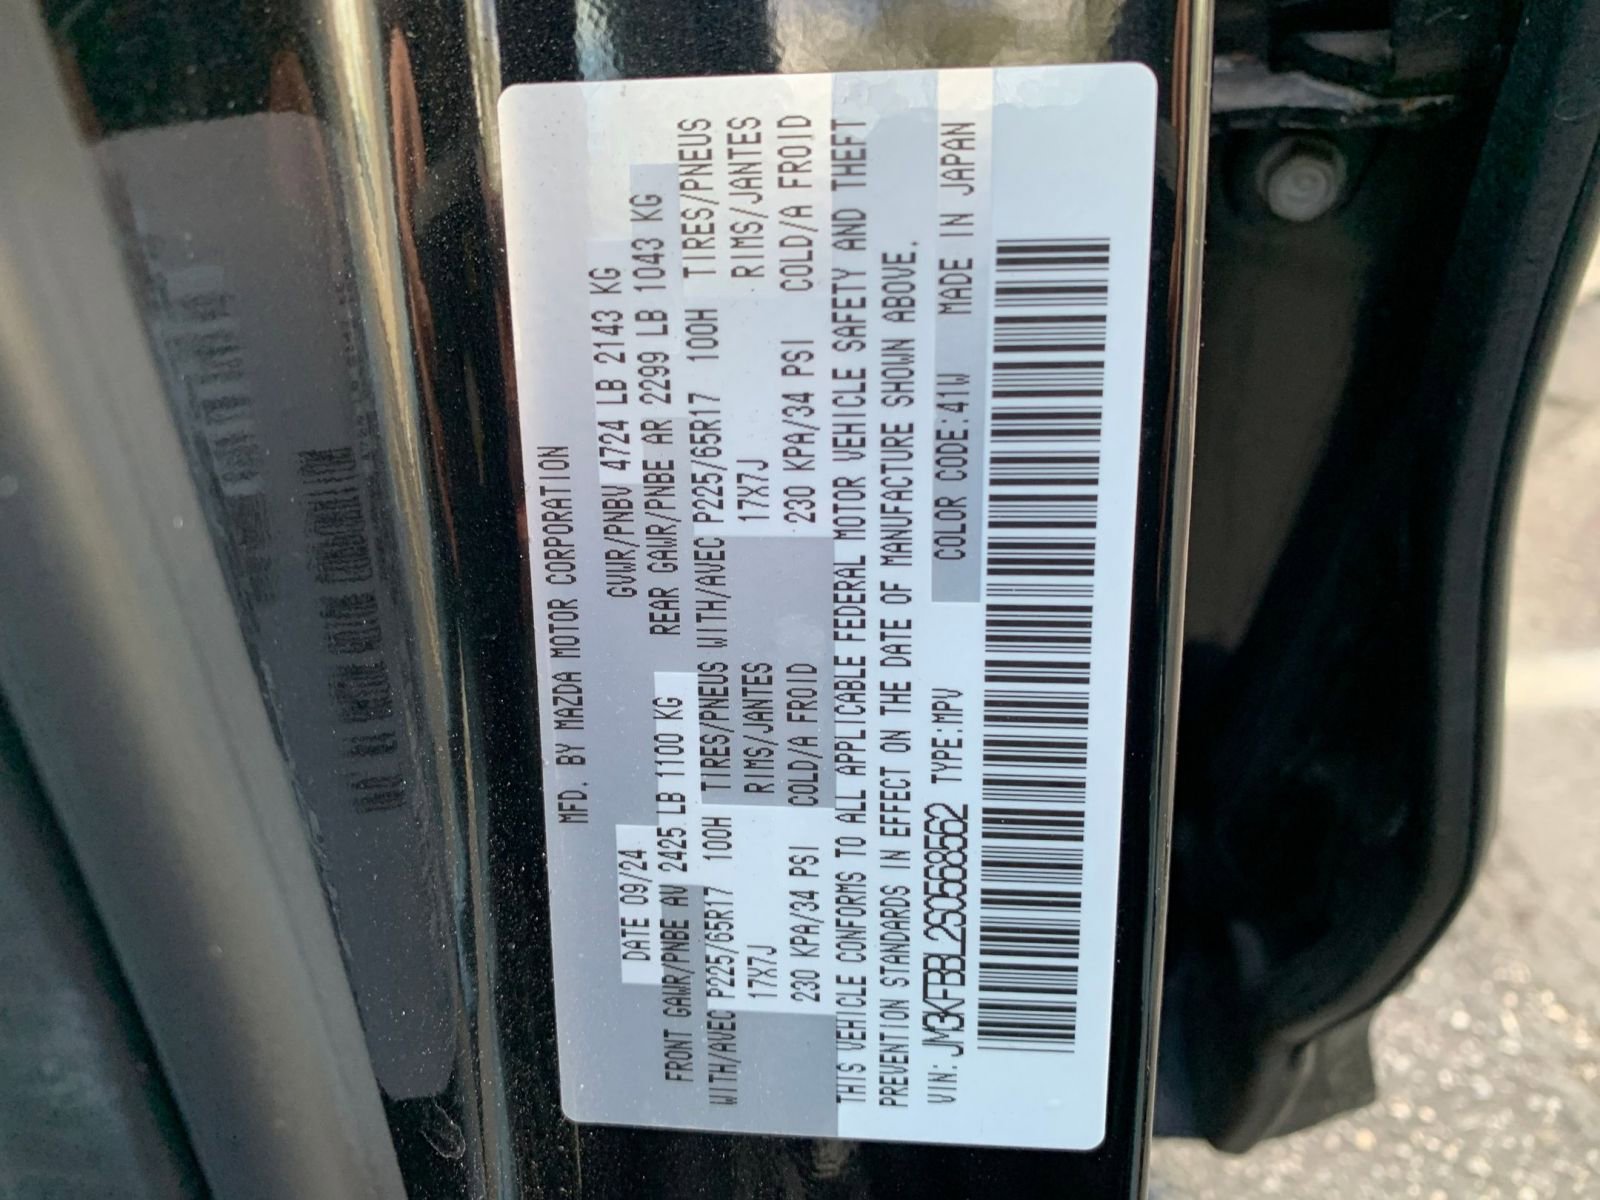 MFD. BY MAZDA MOTOR CORPORATION
DATE 09/24 GVWR/PNBV 4724 LB 2143 KG
FRONT GAWR/PNBE AV 2425 LB 1100 KG REAR GAWR/PNBE AR 2299 LB 1043 KG
WITH/AVEC P225/65R17 100H TIRES/PNEUS WITH/AVEC P225/65R17 100H TIRES/PNEUS
17X7J RIMS/JANTES 17X7J RIMS/JANTES
230 KPA/34 PSI COLD/A FROID 230 KPA/34 PSI COLD/A FROID
THIS VEHICLE CONFORMS TO ALL APPLICABLE FEDERAL MOTOR VEHICLE SAFETY AND THEFT
PREVENTION STANDARDS IN EFFECT ON THE DATE OF MANUFACTURE SHOWN ABOVE.
VIN: JM3KFBBL2S0568562 TYPE:MPV COLOR CODE:41W MADE IN JAPAN